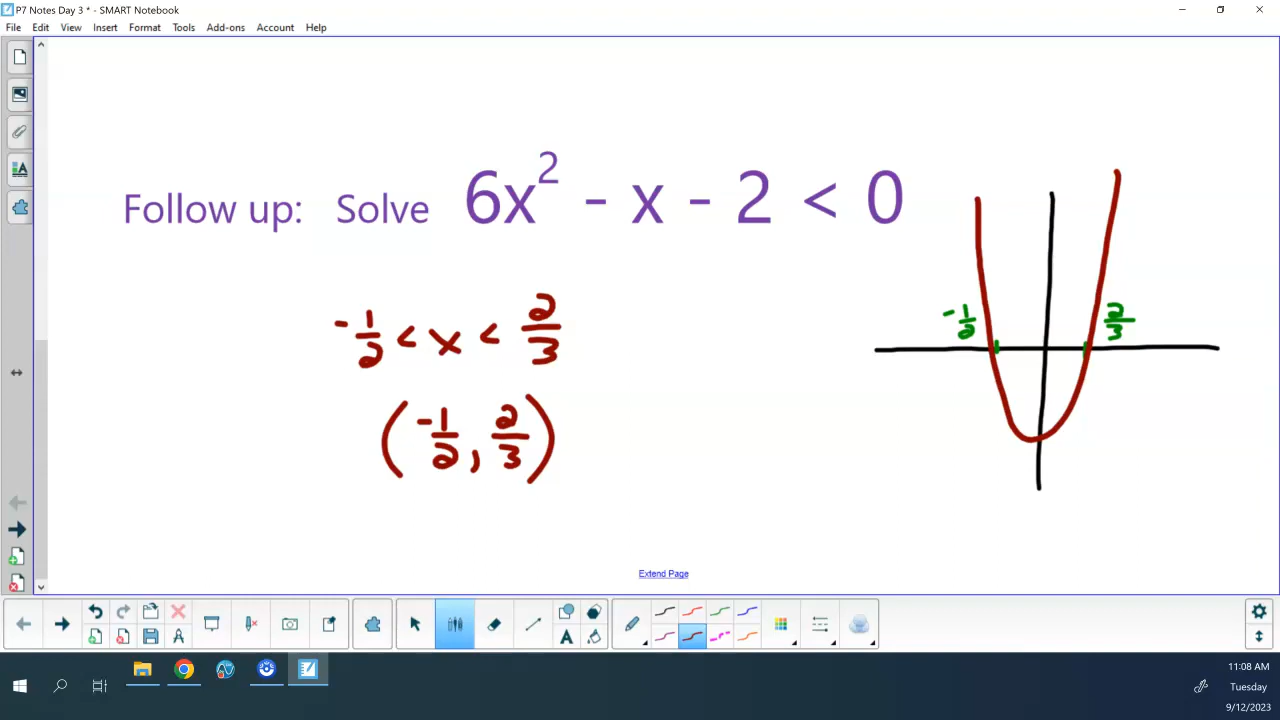 P7 Notes Day 3 * - SMART Notebook
File Edit View Insert Format Tools Add-ons Account Help
Follow up: Solve 6x² - x - 2 < 0
-1/2 < x < 2/3
(-1/2, 2/3)
-1/2
2/3
Extend Page
11:08 AM
Tuesday
9/12/2023